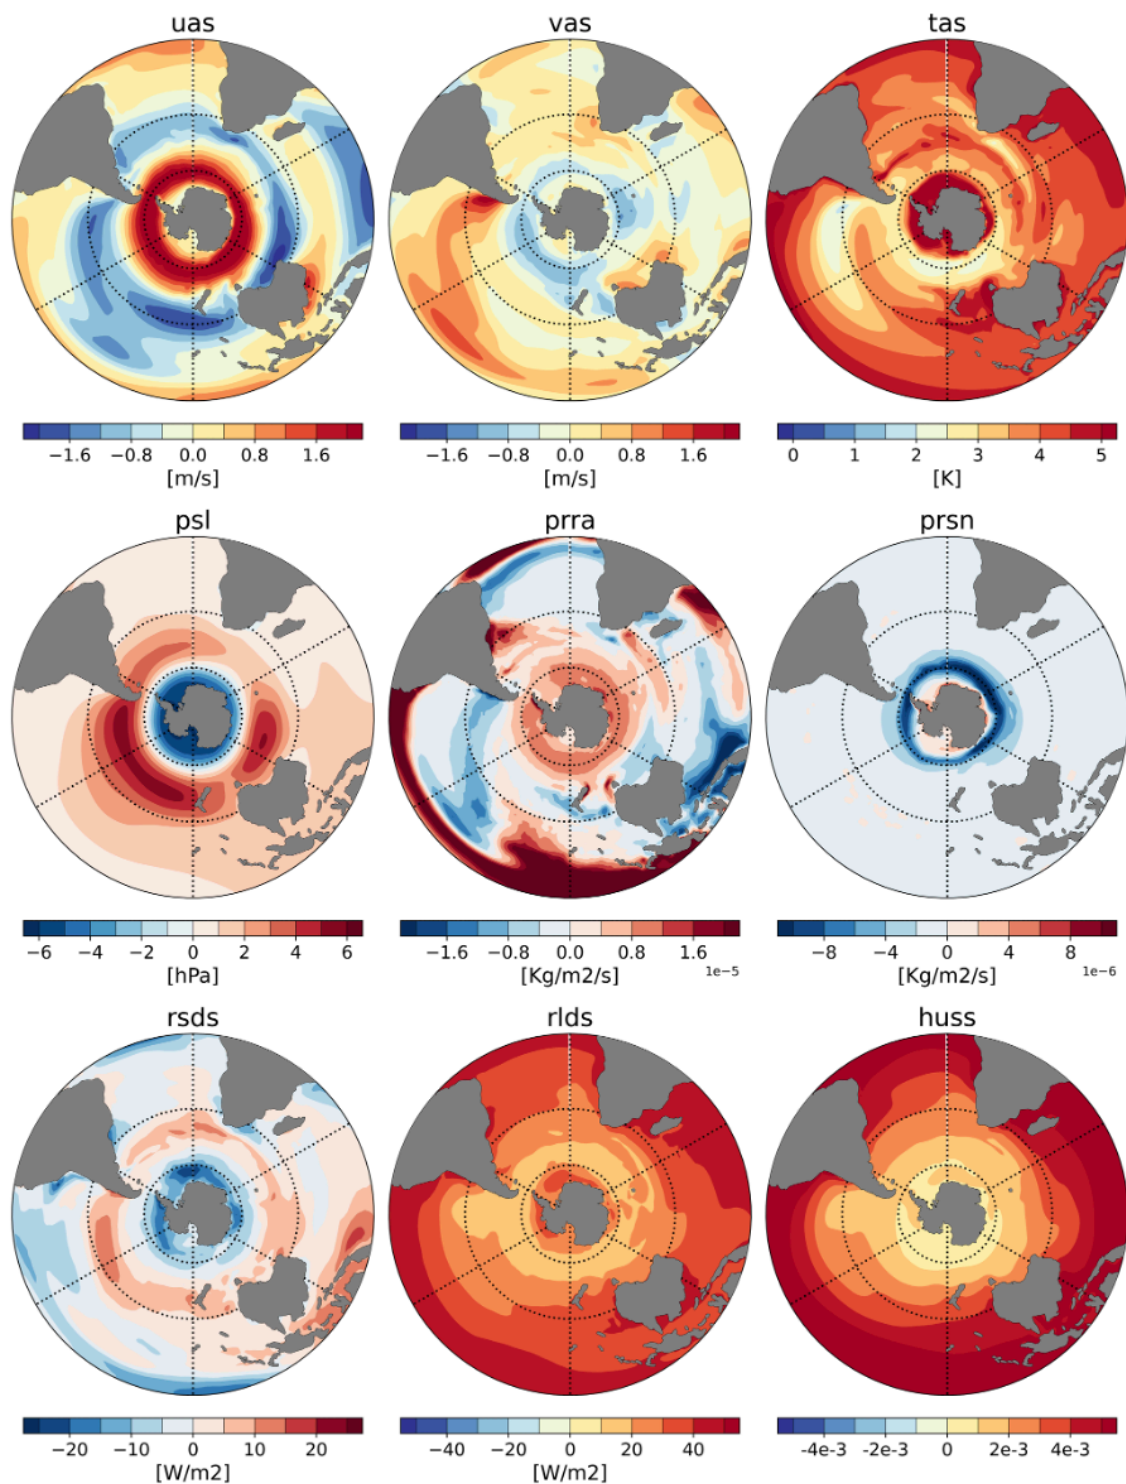 uas vas tas
−1.6 −0.8 0.0 0.8 1.6 −1.6 −0.8 0.0 0.8 1.6 0 1 2 3 4 5
[m/s] [m/s] [K]
psl prra prsn
−6 −4 −2 0 2 4 6 −1.6 −0.8 0.0 0.8 1.6 −8 −4 0 4 8
[hPa] [Kg/m2/s] 1e−5 [Kg/m2/s] 1e−6
rsds rlds huss
−20 −10 0 10 20 −40 −20 0 20 40 -4e-3 -2e-3 0 2e-3 4e-3
[W/m2] [W/m2]